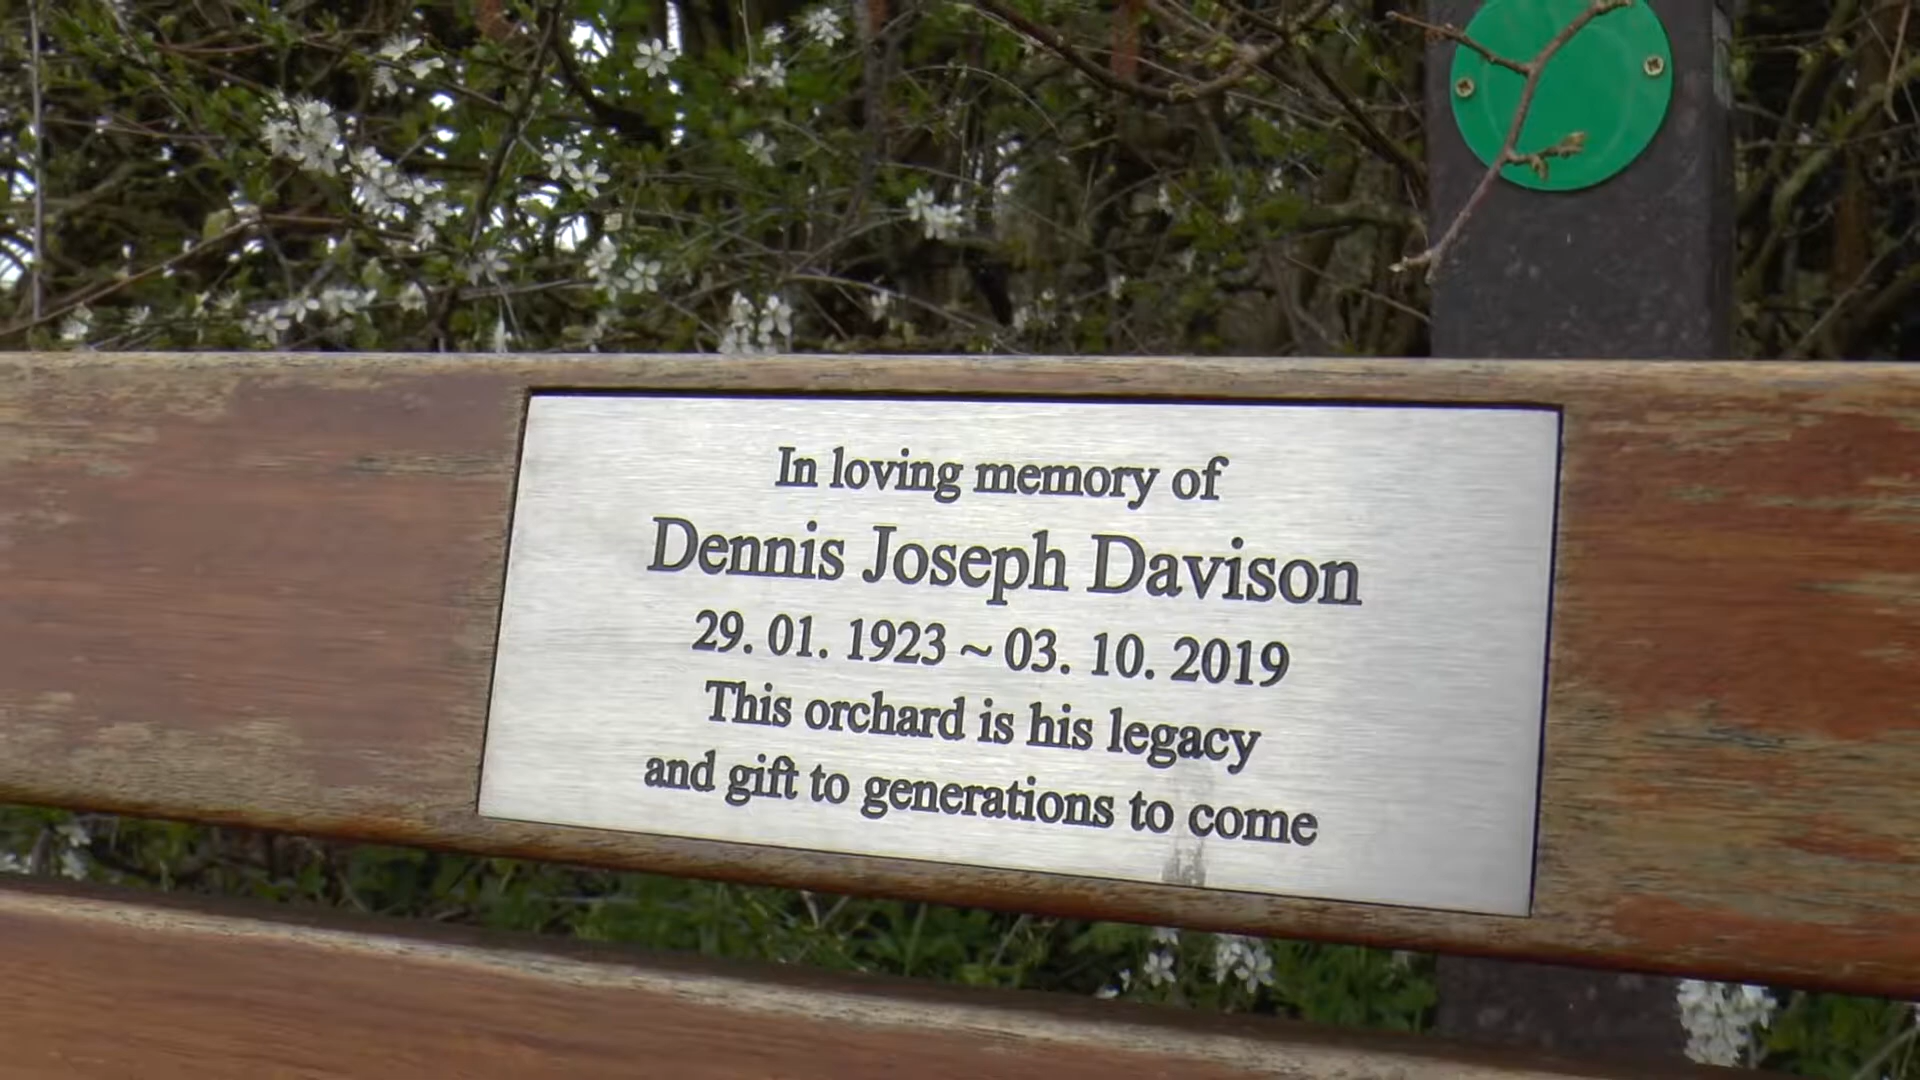 In loving memory of
Dennis Joseph Davison
29. 01. 1923 ~ 03. 10. 2019
This orchard is his legacy
and gift to generations to come